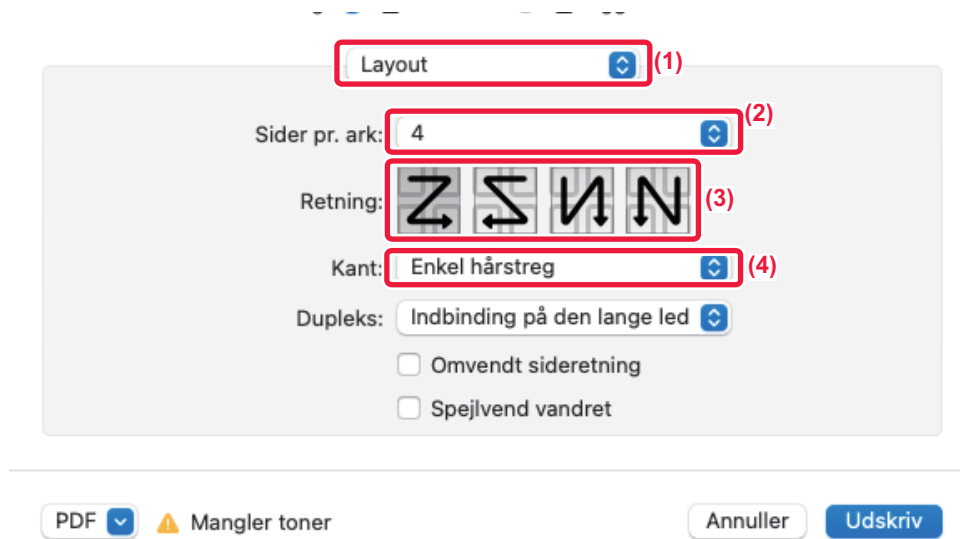 Layout (1)
Sider pr. ark: 4 (2)
Retning: (3)
Kant: Enkel hårstreg (4)
Dupleks: Indbinding på den lange led
Omvendt sideretning
Spejlvend vandret
PDF Mangler toner Annuller Udskriv